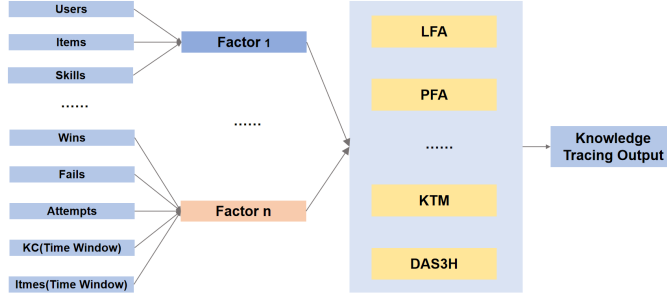 Users
Items
Skills
......
Wins
Fails
Attempts
KC(Time Window)
Itmes(Time Window)
Factor 1
......
Factor n
LFA
PFA
......
KTM
DAS3H
Knowledge
Tracing Output